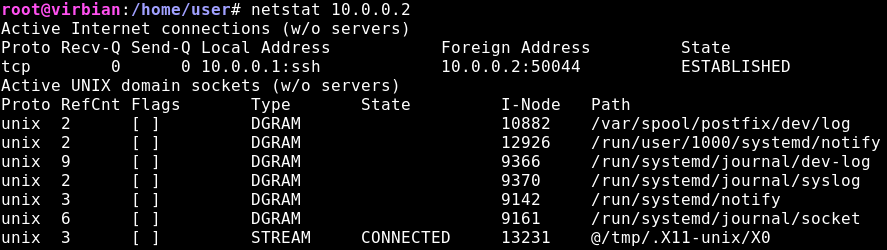 root@virbian:/home/user# netstat 10.0.0.2
Active Internet connections (w/o servers)
Proto Recv-Q Send-Q Local Address           Foreign Address         State
tcp        0      0 10.0.0.1:ssh            10.0.0.2:50044          ESTABLISHED
Active UNIX domain sockets (w/o servers)
Proto RefCnt Flags       Type       State         I-Node   Path
unix  2      [ ]         DGRAM                    10882    /var/spool/postfix/dev/log
unix  2      [ ]         DGRAM                    12926    /run/user/1000/systemd/notify
unix  9      [ ]         DGRAM                    9366     /run/systemd/journal/dev-log
unix  2      [ ]         DGRAM                    9370     /run/systemd/journal/syslog
unix  3      [ ]         DGRAM                    9142     /run/systemd/notify
unix  6      [ ]         DGRAM                    9161     /run/systemd/journal/socket
unix  3      [ ]         STREAM     CONNECTED     13231    @/tmp/.X11-unix/X0